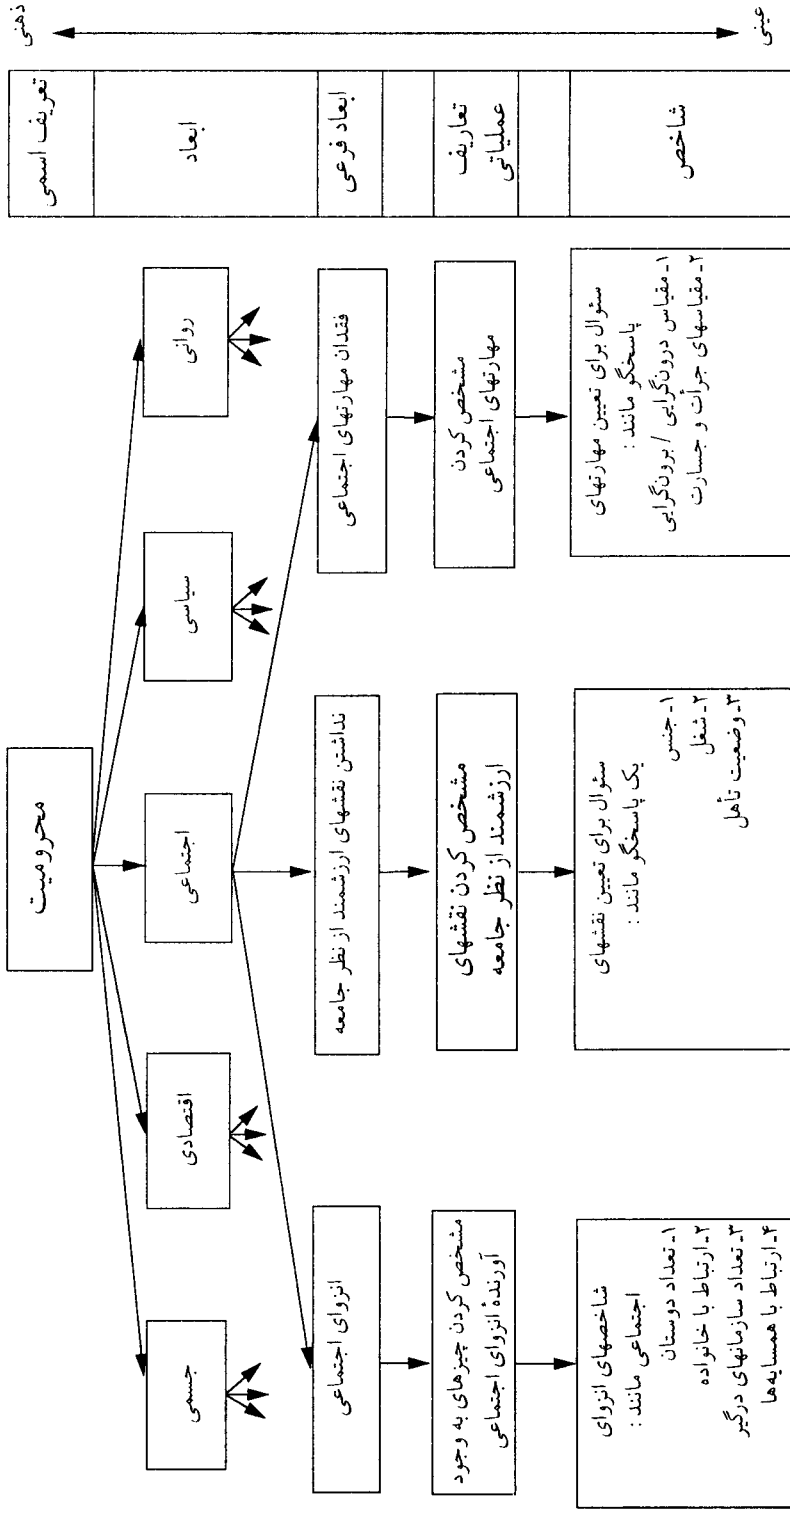 ذهنی
عینی
تعریف اسمی
ابعاد
ابعاد فرعی
تعاریف
عملیاتی
شاخص
محرومیت
روانی
سیاسی
اجتماعی
اقتصادی
جسمی
فقدان مهارتهای اجتماعی
نداشتن نقشهای ارزشمند از نظر جامعه
انزوای اجتماعی
مشخص کردن
مهارتهای اجتماعی
مشخص کردن نقشهای
ارزشمند از نظر جامعه
مشخص کردن چیزهای به وجود
آورندهٔ انزوای اجتماعی
سئوال برای تعیین مهارتهای
پاسخگو مانند :
۱ـ مقیاس درون‌گرایی / برون‌گرایی
۲ـ مقیاسهای جرأت و جسارت
سئوال برای تعیین نقشهای
یک پاسخگو مانند :
۱ـ جنس
۲ـ شغل
۳ـ وضعیت تأهل
شاخصهای انزوای
اجتماعی مانند :
۱ـ تعداد دوستان
۲ـ ارتباط با خانواده
۳ـ تعداد سازمانهای درگیر
۴ـ ارتباط با همسایه‌ها